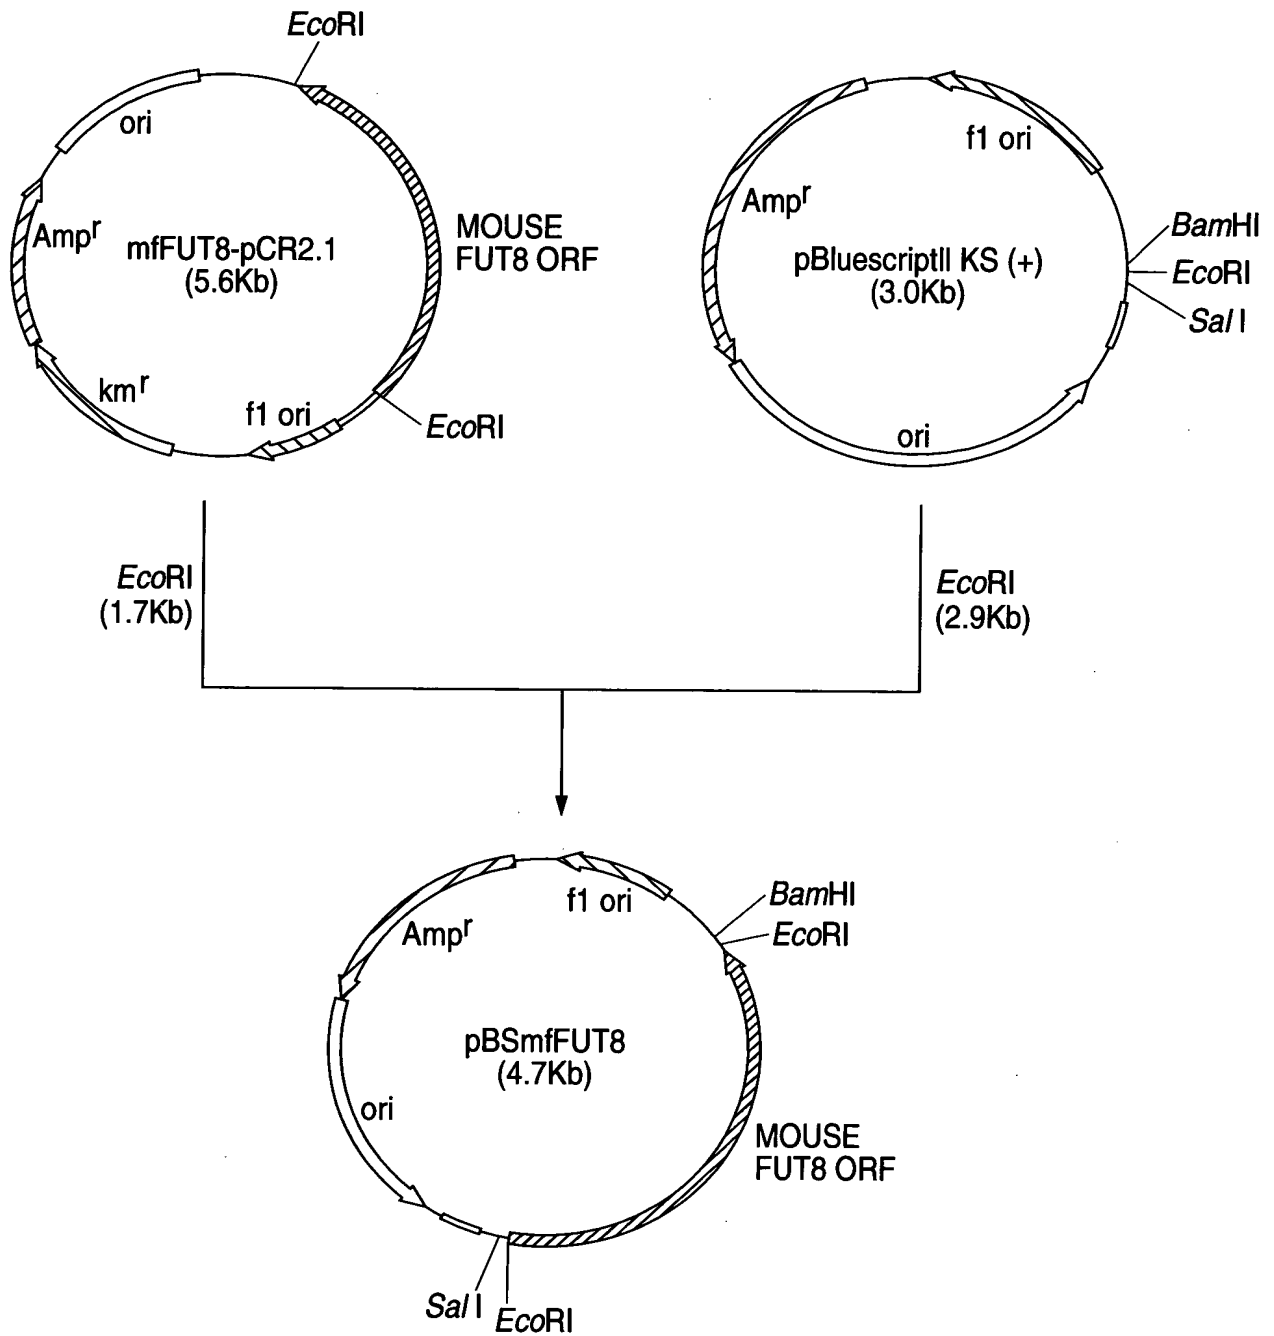 EcoRI
ori
Ampr
mfFUT8-pCR2.1
(5.6Kb)
kmr
f1 ori
EcoRI
MOUSE
FUT8 ORF
f1 ori
Ampr
pBluescriptII KS (+)
(3.0Kb)
BamHI
EcoRI
Sal I
ori
EcoRI
(1.7Kb)
EcoRI
(2.9Kb)
f1 ori
BamHI
EcoRI
Ampr
pBSmfFUT8
(4.7Kb)
ori
MOUSE
FUT8 ORF
Sal I
EcoRI